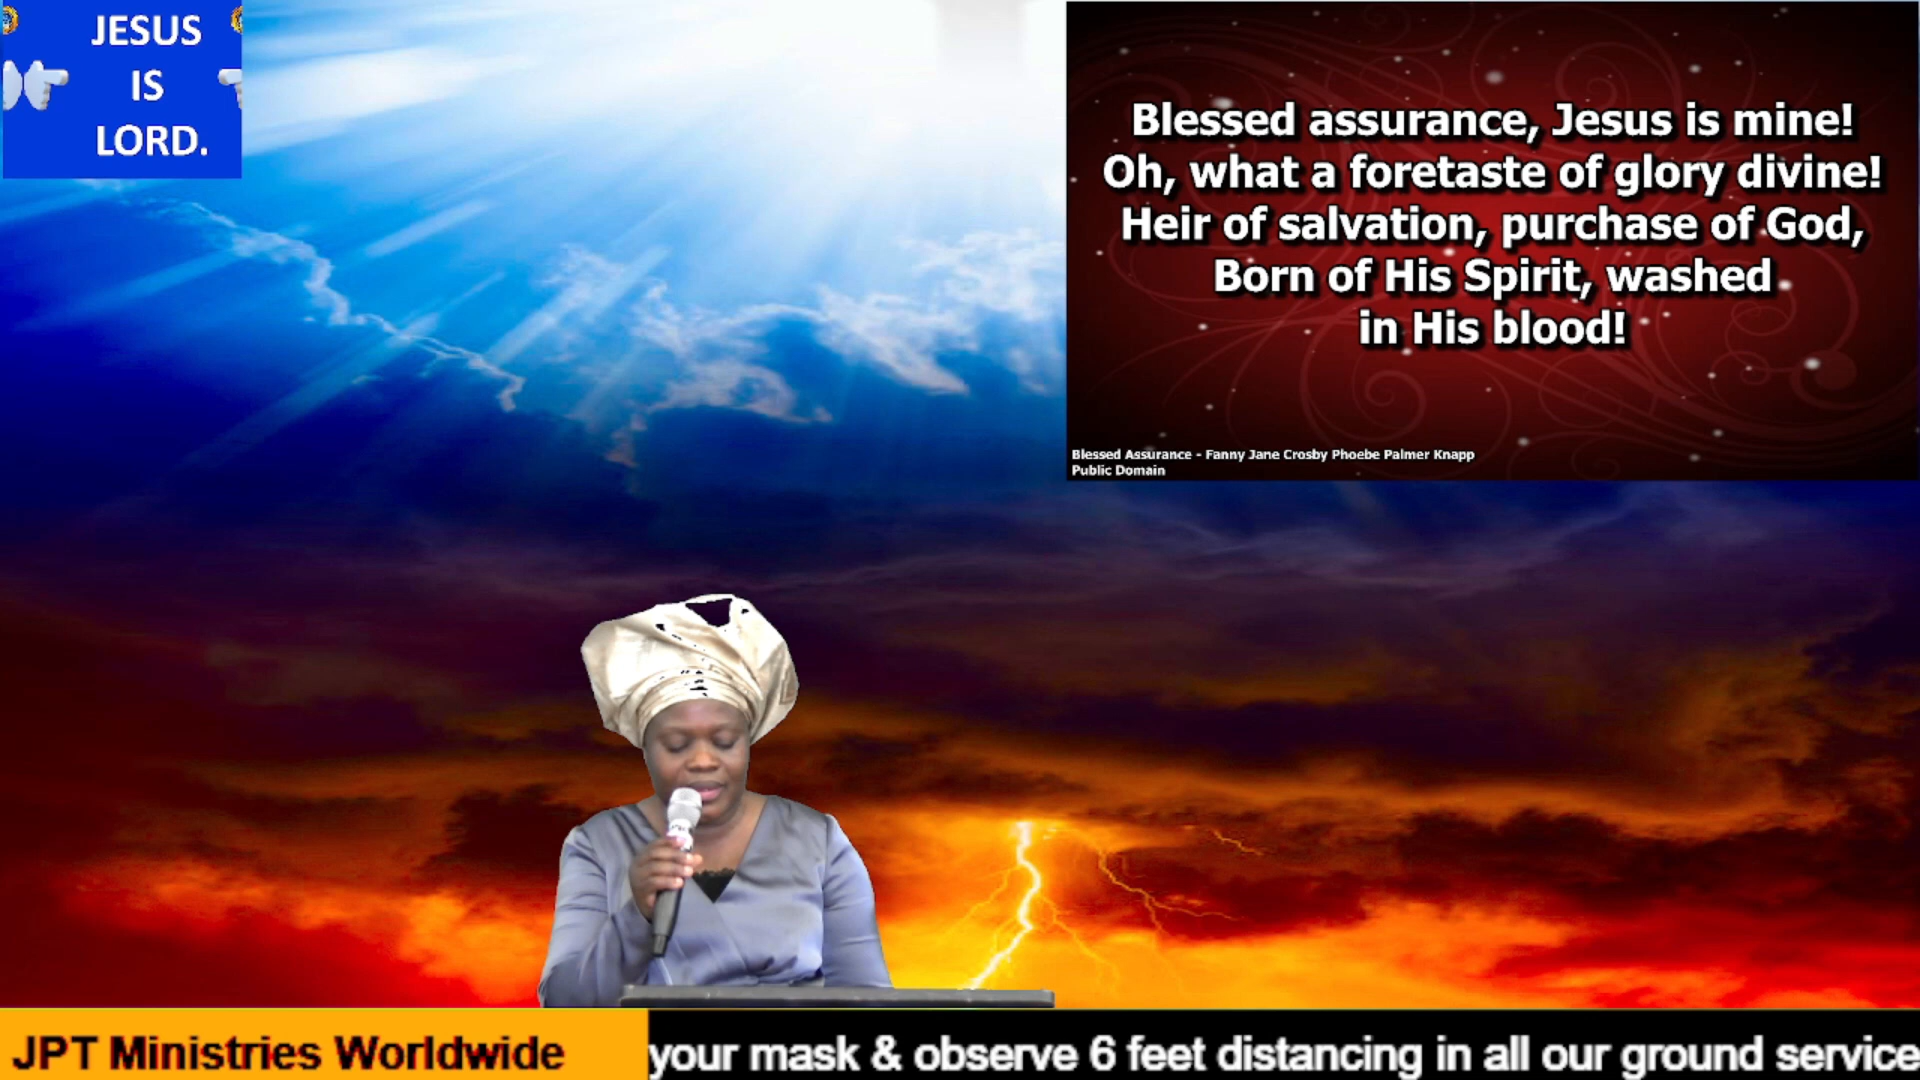 JESUS
IS
LORD.
Blessed assurance, Jesus is mine!
Oh, what a foretaste of glory divine!
Heir of salvation, purchase of God,
Born of His Spirit, washed
in His blood!
Blessed Assurance - Fanny Jane Crosby Phoebe Palmer Knapp
Public Domain
JPT Ministries Worldwide
your mask & observe 6 feet distancing in all our ground service